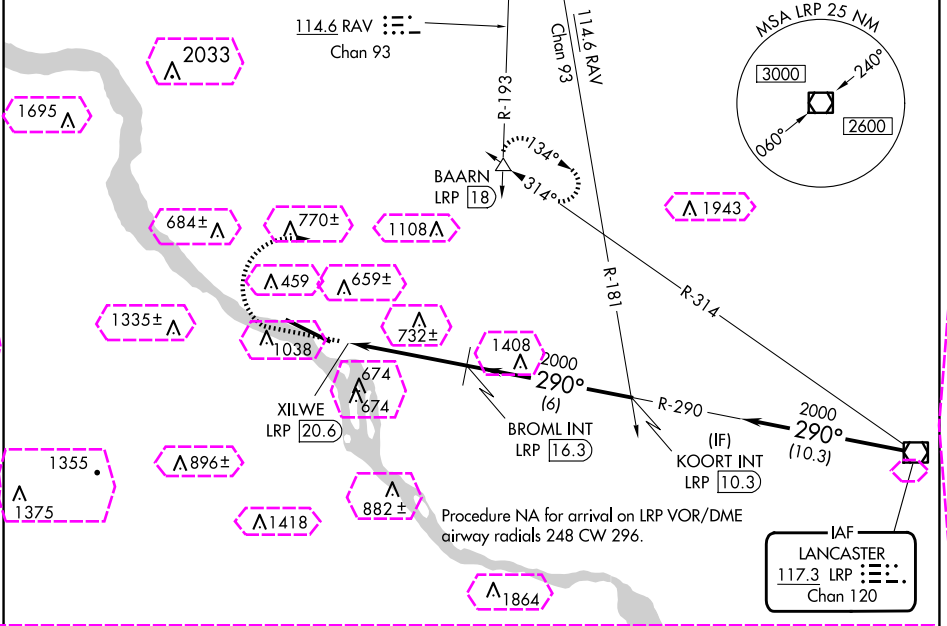 114.6 RAV
Chan 93
114.6 RAV
Chan 93
MSA LRP 25 NM
3000
240°
060°
2600
2033
1695
R-193
134°
314°
BAARN
LRP 18
1943
684±
770±
1108
459
659±
R-181
R-314
1335±
1038
732±
1408
2000
290°
(6)
674
674
XILWE
LRP 20.6
BROML INT
LRP 16.3
R-290
(IF)
KOORT INT
LRP 10.3
2000
290°
(10.3)
1355
1375
896±
1418
882±
Procedure NA for arrival on LRP VOR/DME
airway radials 248 CW 296.
IAF
LANCASTER
117.3 LRP
Chan 120
1864